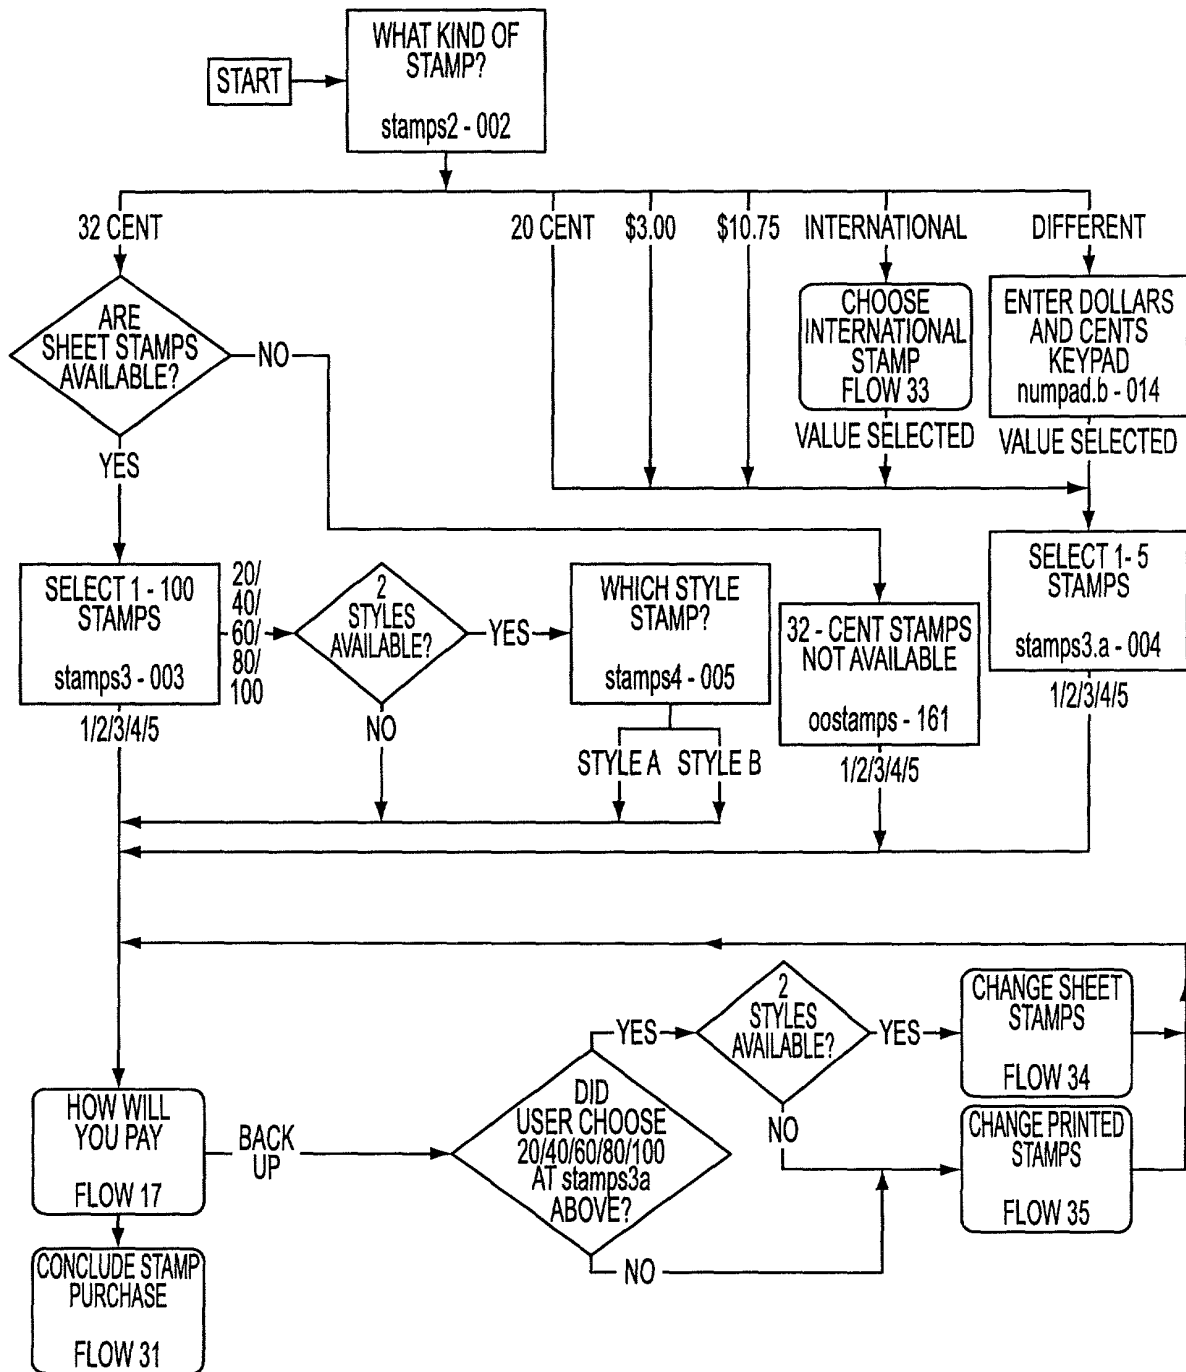 START
WHAT KIND OF
STAMP?
stamps2 - 002
32 CENT
20 CENT
$3.00
$10.75
INTERNATIONAL
DIFFERENT
ARE
SHEET STAMPS
AVAILABLE?
NO
YES
CHOOSE
INTERNATIONAL
STAMP
FLOW 33
VALUE SELECTED
ENTER DOLLARS
AND CENTS
KEYPAD
numpad.b - 014
VALUE SELECTED
SELECT 1 - 100
STAMPS
stamps3 - 003
1/2/3/4/5
20/
40/
60/
80/
100
2
STYLES
AVAILABLE?
YES
NO
WHICH STYLE
STAMP?
stamps4 - 005
STYLE A
STYLE B
32 - CENT STAMPS
NOT AVAILABLE
oostamps - 161
1/2/3/4/5
SELECT 1- 5
STAMPS
stamps3.a - 004
1/2/3/4/5
HOW WILL
YOU PAY
FLOW 17
BACK
UP
CONCLUDE STAMP
PURCHASE
FLOW 31
DID
USER CHOOSE
20/40/60/80/100
AT stamps3a
ABOVE?
YES
NO
2
STYLES
AVAILABLE?
YES
NO
CHANGE SHEET
STAMPS
FLOW 34
CHANGE PRINTED
STAMPS
FLOW 35